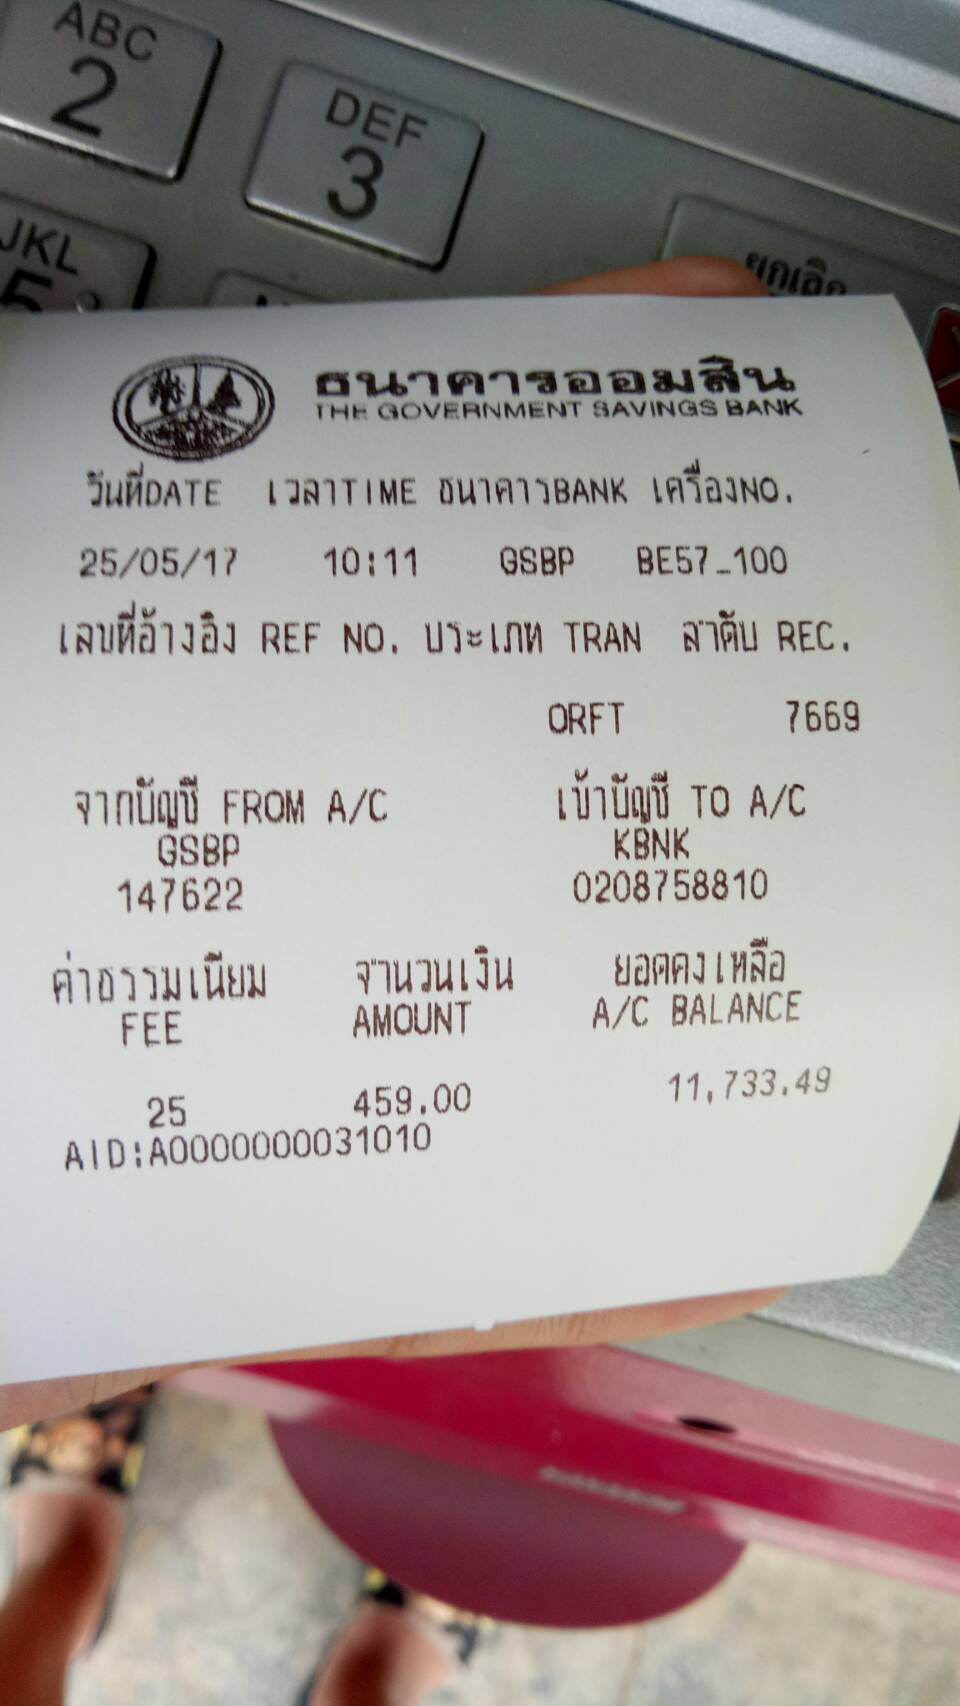 ABC
2
DEF
3
JKL
5
ยกเลิก
ธนาคารออมสิน
THE GOVERNMENT SAVINGS BANK
วันที่DATE เวลาTIME ธนาคารBANK เครื่องNO.
25/05/17 10:11 GSBP BE57_100
เลขที่อ้างอิง REF NO. ประเภท TRAN ลำดับ REC.
ORFT 7669
จากบัญชี FROM A/C เข้าบัญชี TO A/C
GSBP KBNK
147622 0208758810
ค่าธรรมเนียม จำนวนเงิน ยอดคงเหลือ
FEE AMOUNT A/C BALANCE
25 459.00 11,733.49
AID:A0000000031010